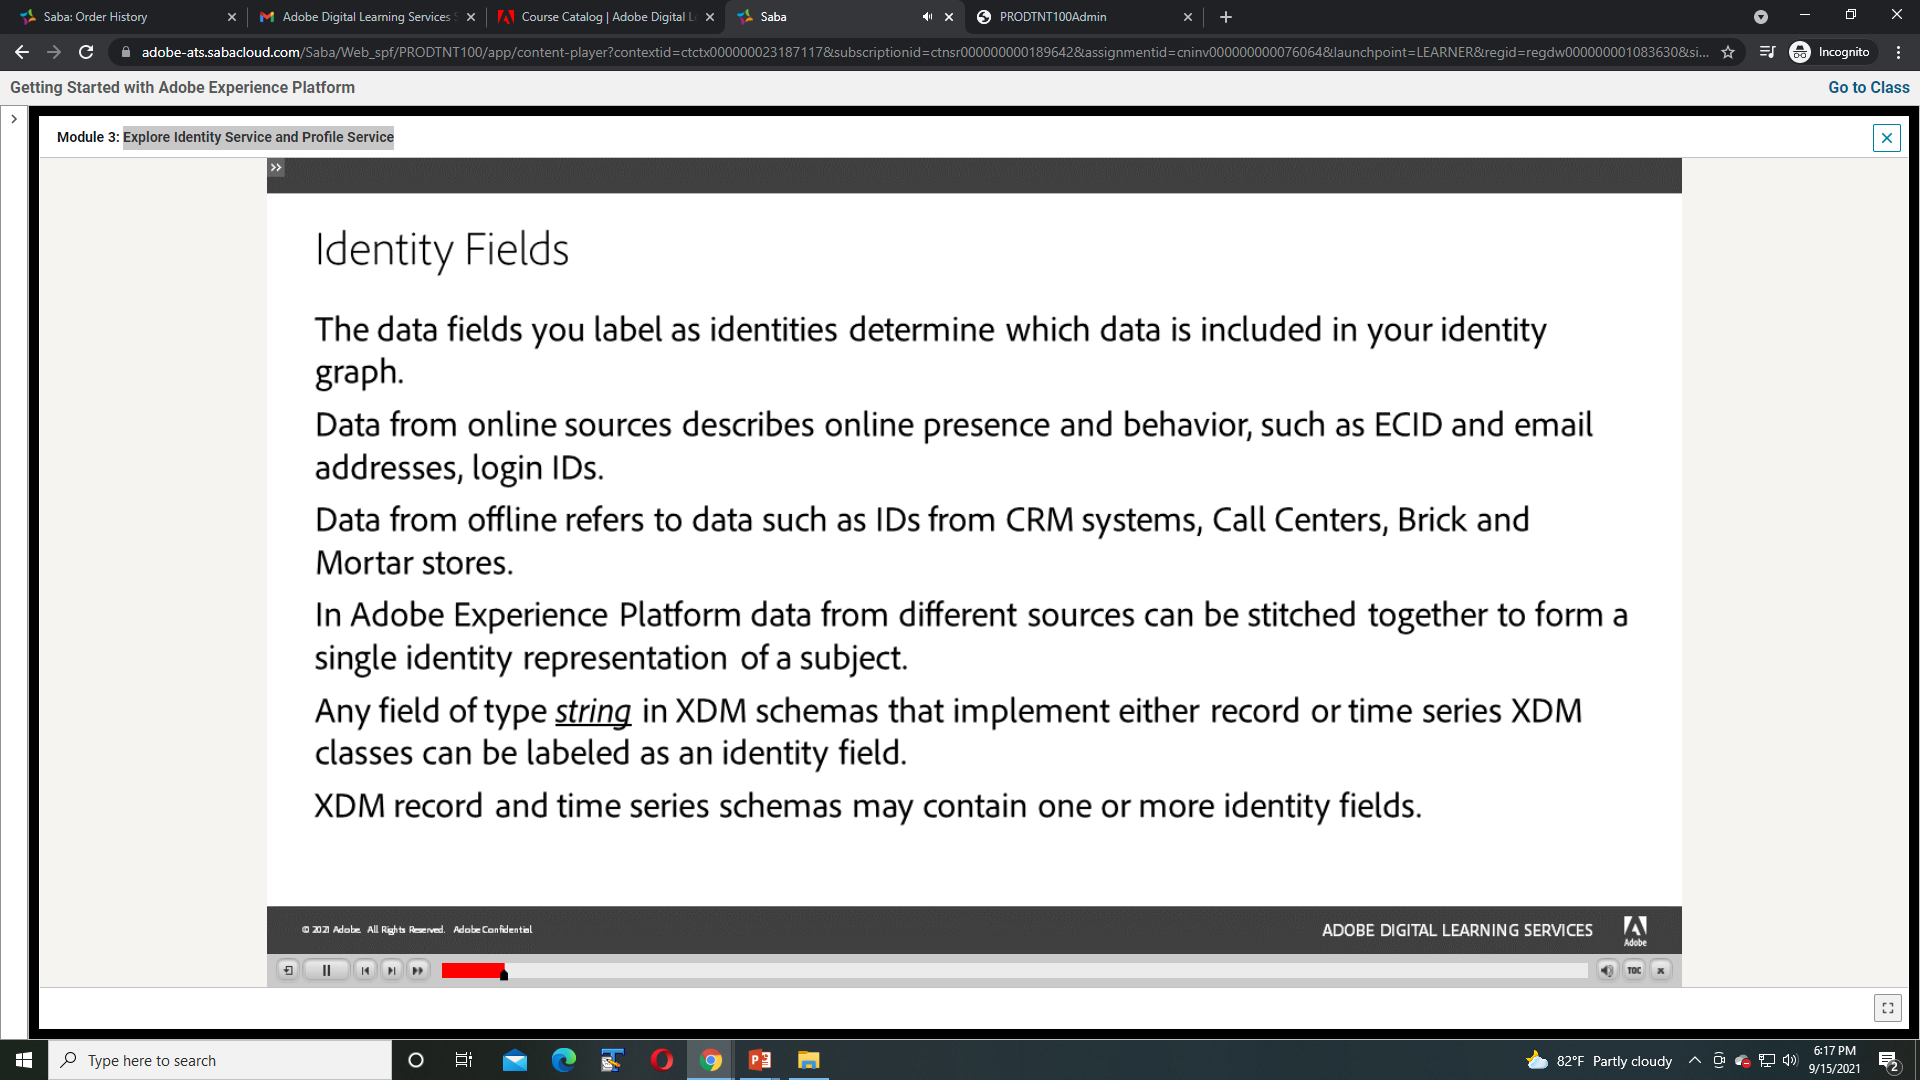 Saba: Order History
Adobe Digital Learning Services S
Course Catalog | Adobe Digital L
Saba
PRODTNT100Admin
adobe-ats.sabacloud.com/Saba/Web_spf/PRODTNT100/app/content-player?contextid=ctctx000000023187117&subscriptionid=ctnsr000000000189642&assignmentid=cninv000000000076064&launchpoint=LEARNER&regid=regdw000000001083630&si...
Incognito
Getting Started with Adobe Experience Platform
Go to Class
Module 3: Explore Identity Service and Profile Service
Identity Fields
The data fields you label as identities determine which data is included in your identity
graph.
Data from online sources describes online presence and behavior, such as ECID and email
addresses, login IDs.
Data from offline refers to data such as IDs from CRM systems, Call Centers, Brick and
Mortar stores.
In Adobe Experience Platform data from different sources can be stitched together to form a
single identity representation of a subject.
Any field of type string in XDM schemas that implement either record or time series XDM
classes can be labeled as an identity field.
XDM record and time series schemas may contain one or more identity fields.
© 2021 Adobe. All Rights Reserved. Adobe Confidential
ADOBE DIGITAL LEARNING SERVICES
Adobe
TOC
Type here to search
82°F Partly cloudy
6:17 PM
9/15/2021
2